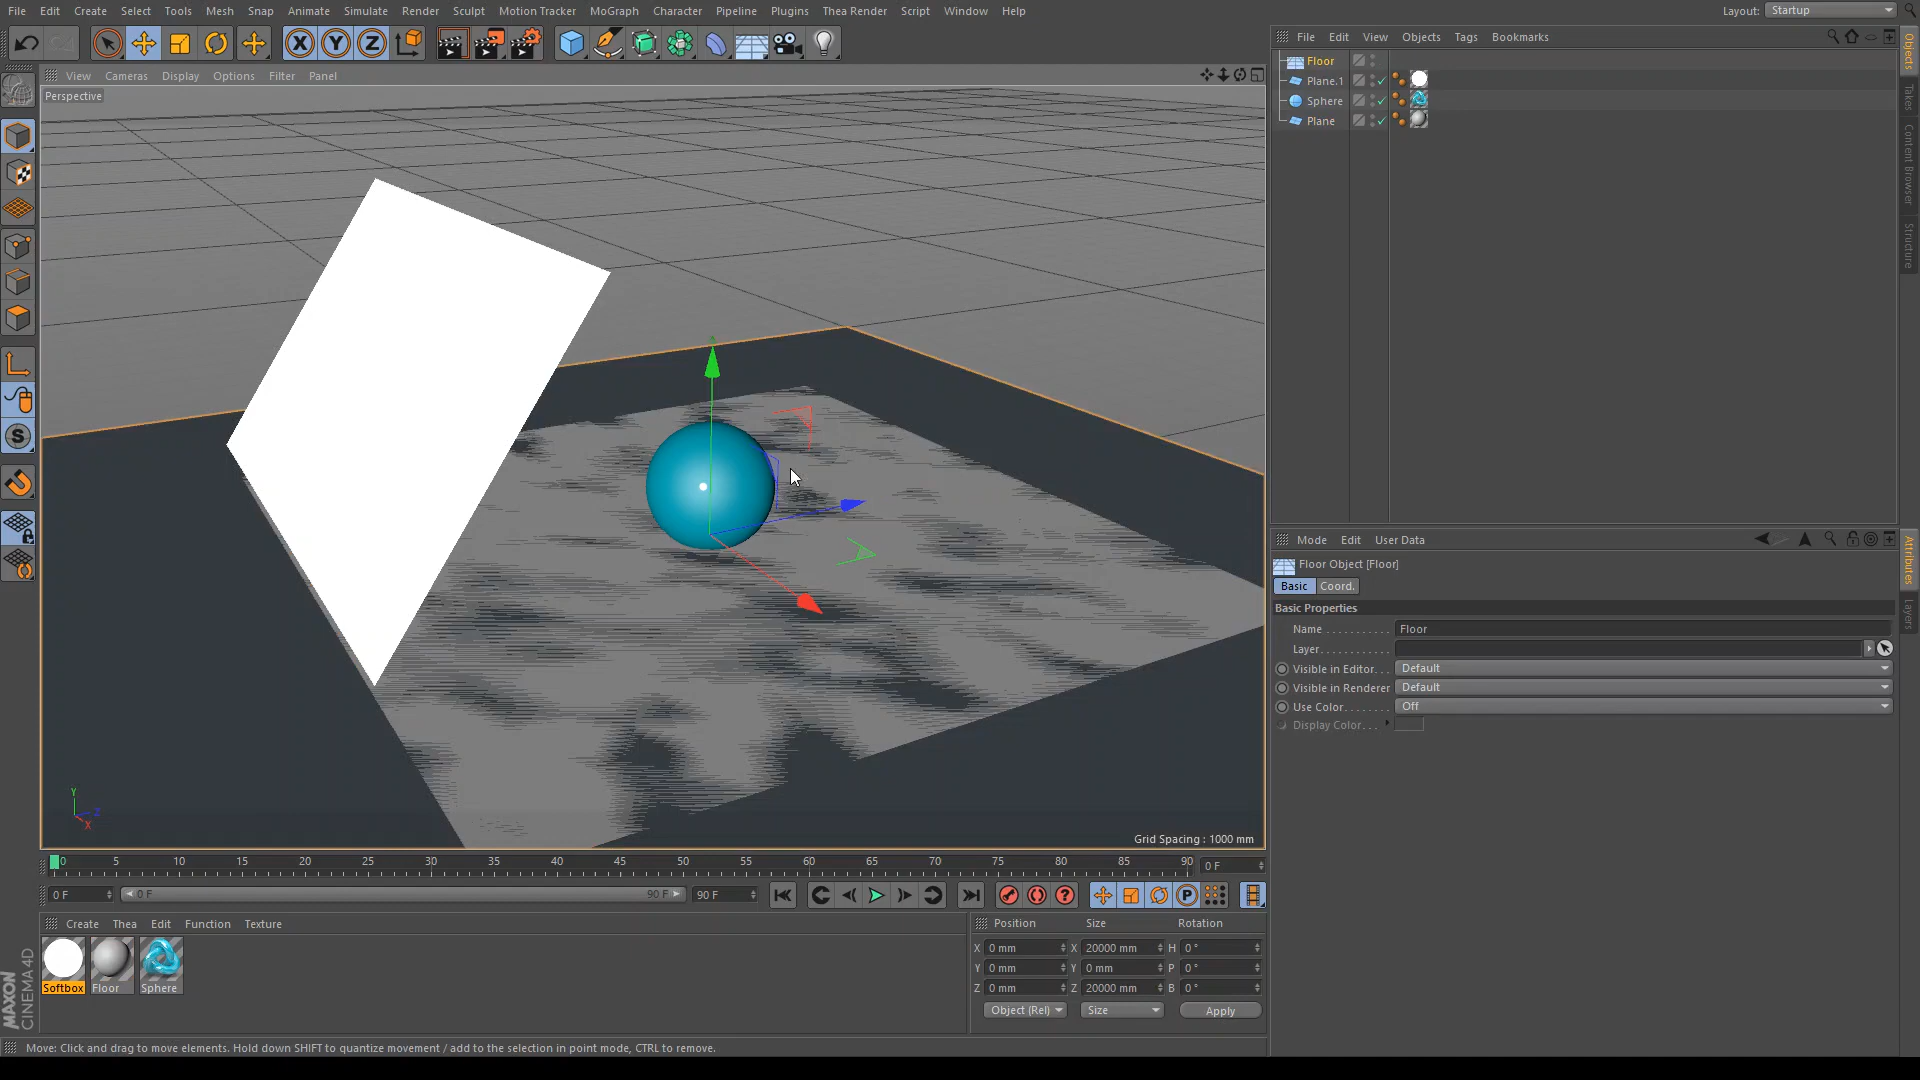 File Edit Create Select Tools Mesh Snap Animate Simulate Render Sculpt Motion Tracker MoGraph Character Pipeline Plugins Thea Render Script Window Help Layout: Startup
X Y Z
File Edit View Objects Tags Bookmarks
View Cameras Display Options Filter Panel
Perspective
Floor
Plane.1
Sphere
Plane
Objects
Takes
Content Browser
Structure
Mode Edit User Data
Floor Object [Floor]
Basic Coord.
Basic Properties
Name . . . . . . . . . . . Floor
Layer . . . . . . . . . . . .
Visible in Editor . . . Default
Visible in Renderer Default
Use Color . . . . . . . . Off
Display Color . . .
Attributes
Layers
S
Y
Z
X
Grid Spacing : 1000 mm
0 5 10 15 20 25 30 35 40 45 50 55 60 65 70 75 80 85 90 0 F
0 F 0 F 90 F 90 F
? P
Create Thea Edit Function Texture
Softbox Floor Sphere
Position Size Rotation
X 0 mm X 20000 mm H 0 °
Y 0 mm Y 0 mm P 0 °
Z 0 mm Z 20000 mm B 0 °
Object (Rel) Size Apply
MAXON
CINEMA 4D
Move: Click and drag to move elements. Hold down SHIFT to quantize movement / add to the selection in point mode, CTRL to remove.